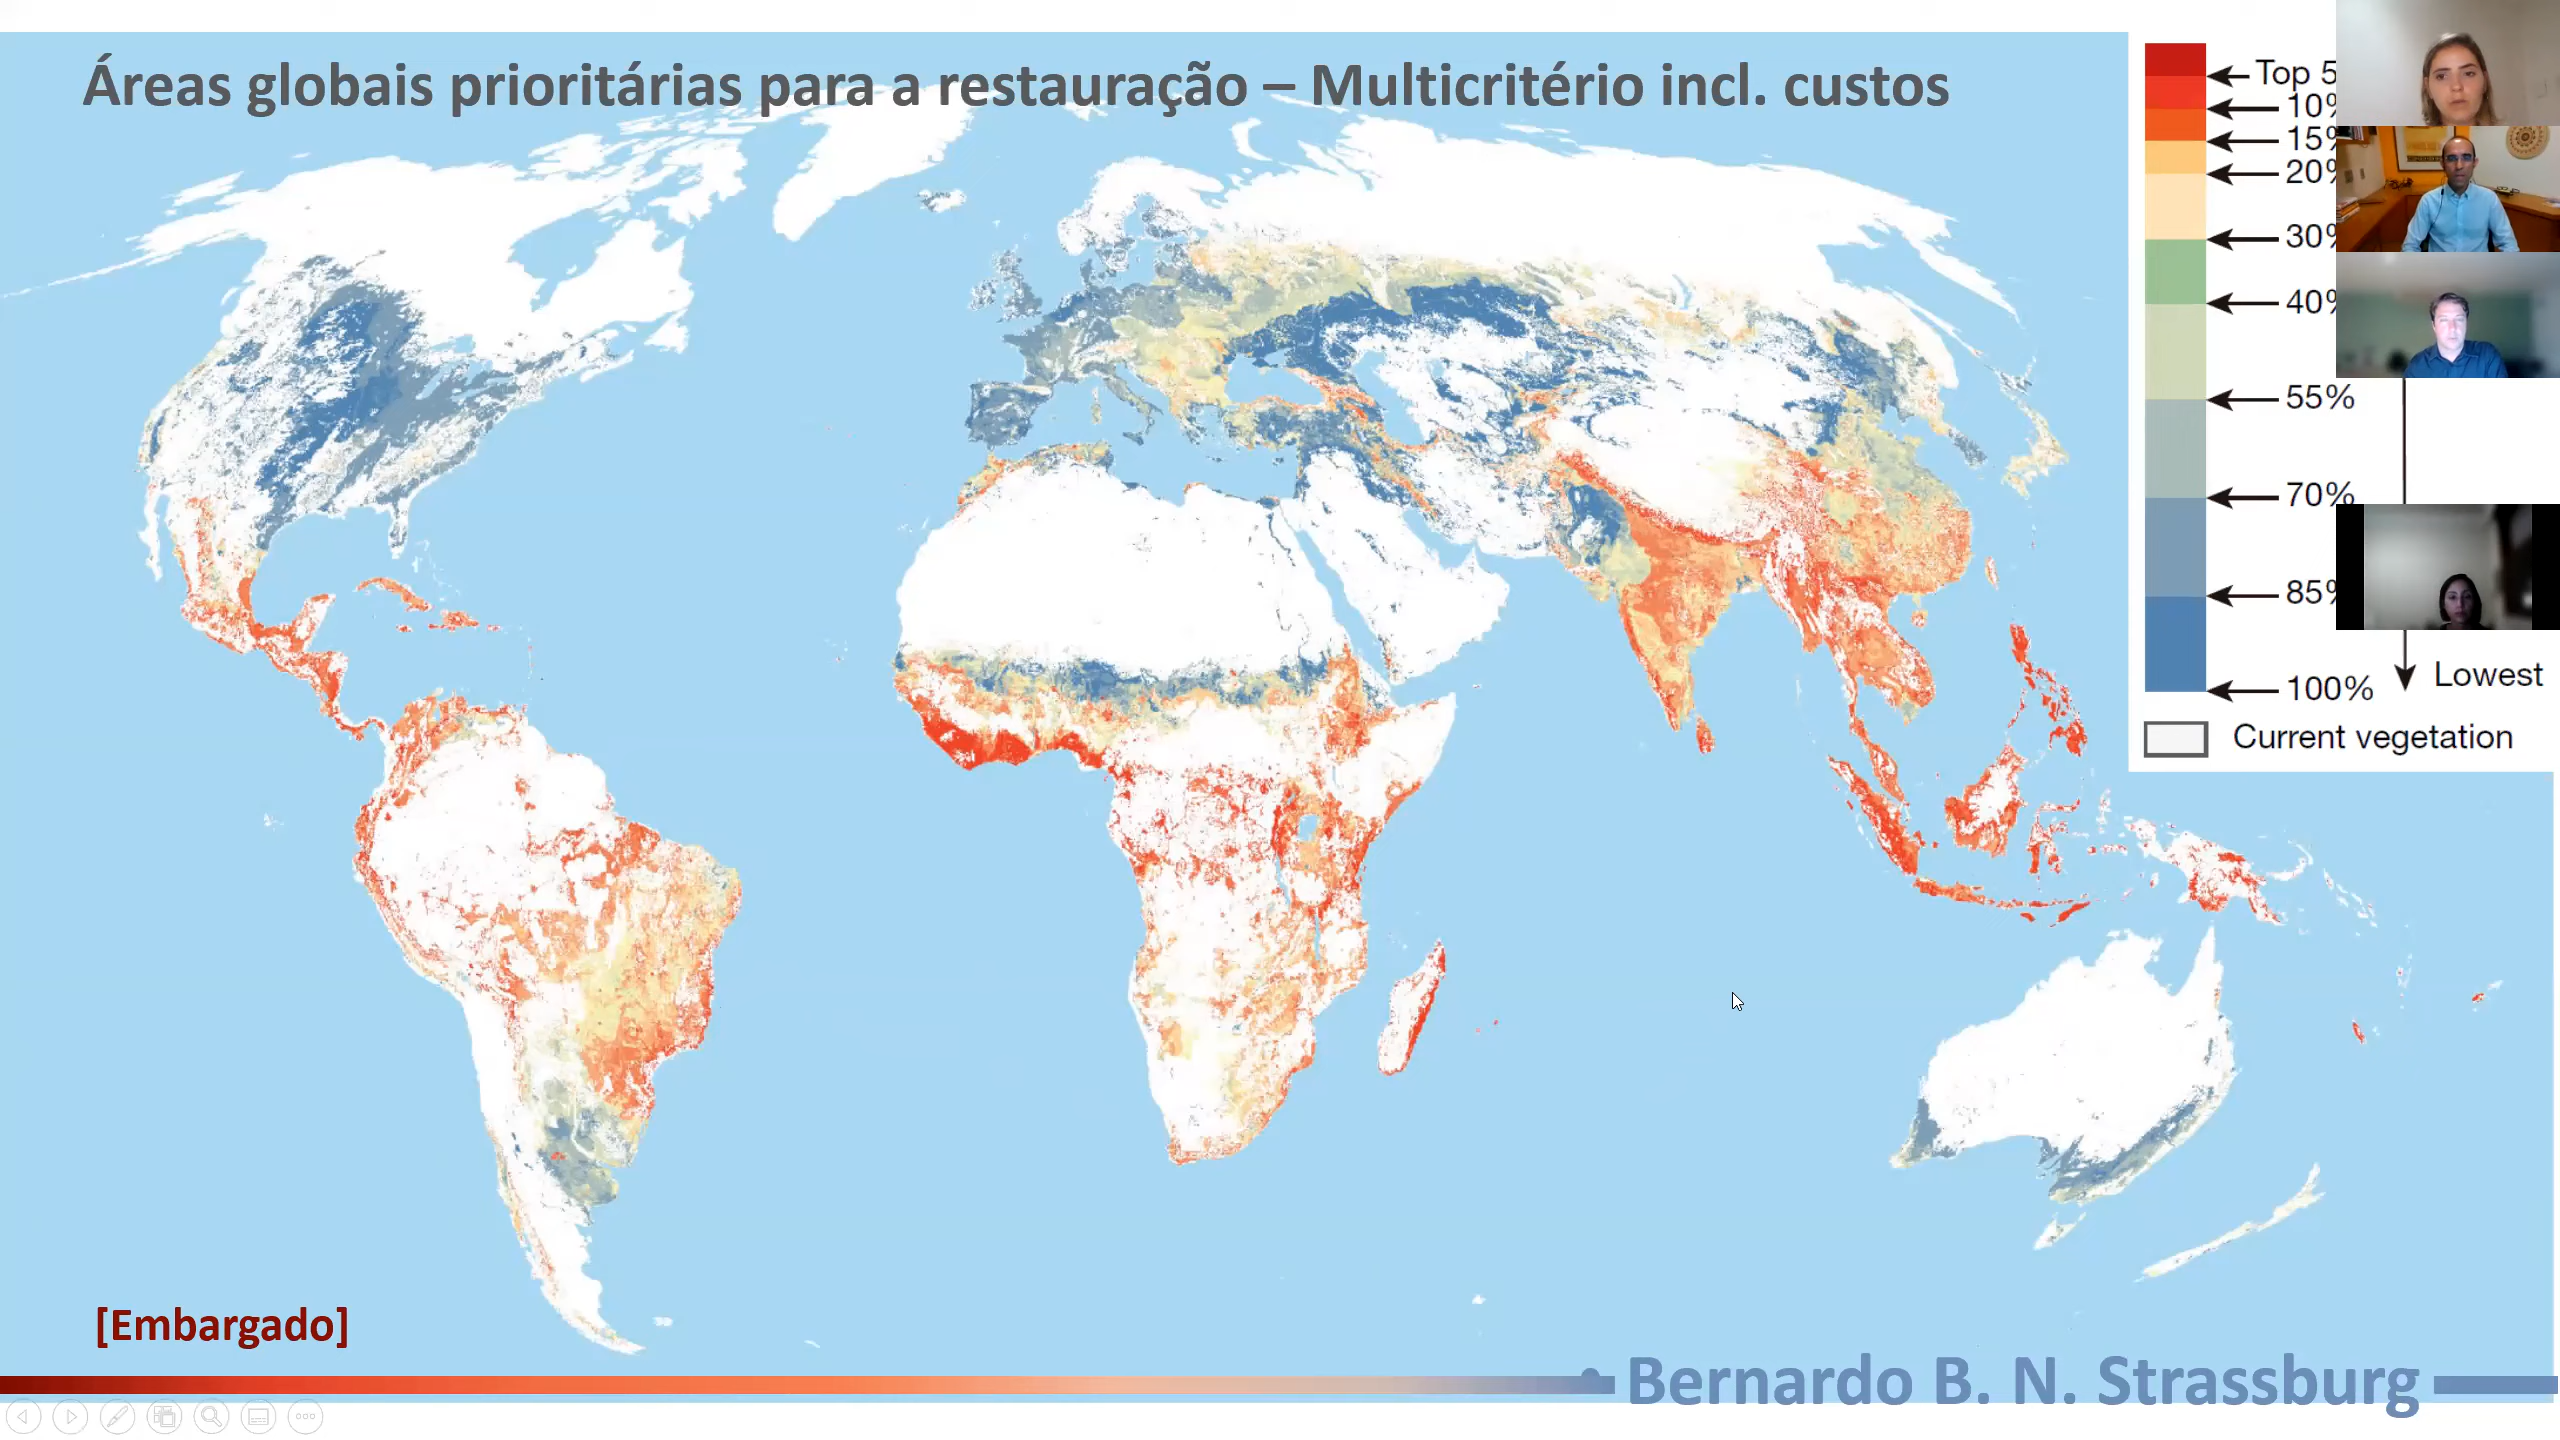 Áreas globais prioritárias para a restauração – Multicritério incl. custos
Top 5
10%
15%
20%
30%
40%
55%
70%
85%
100%
Lowest
Current vegetation
[Embargado]
Bernardo B. N. Strassburg